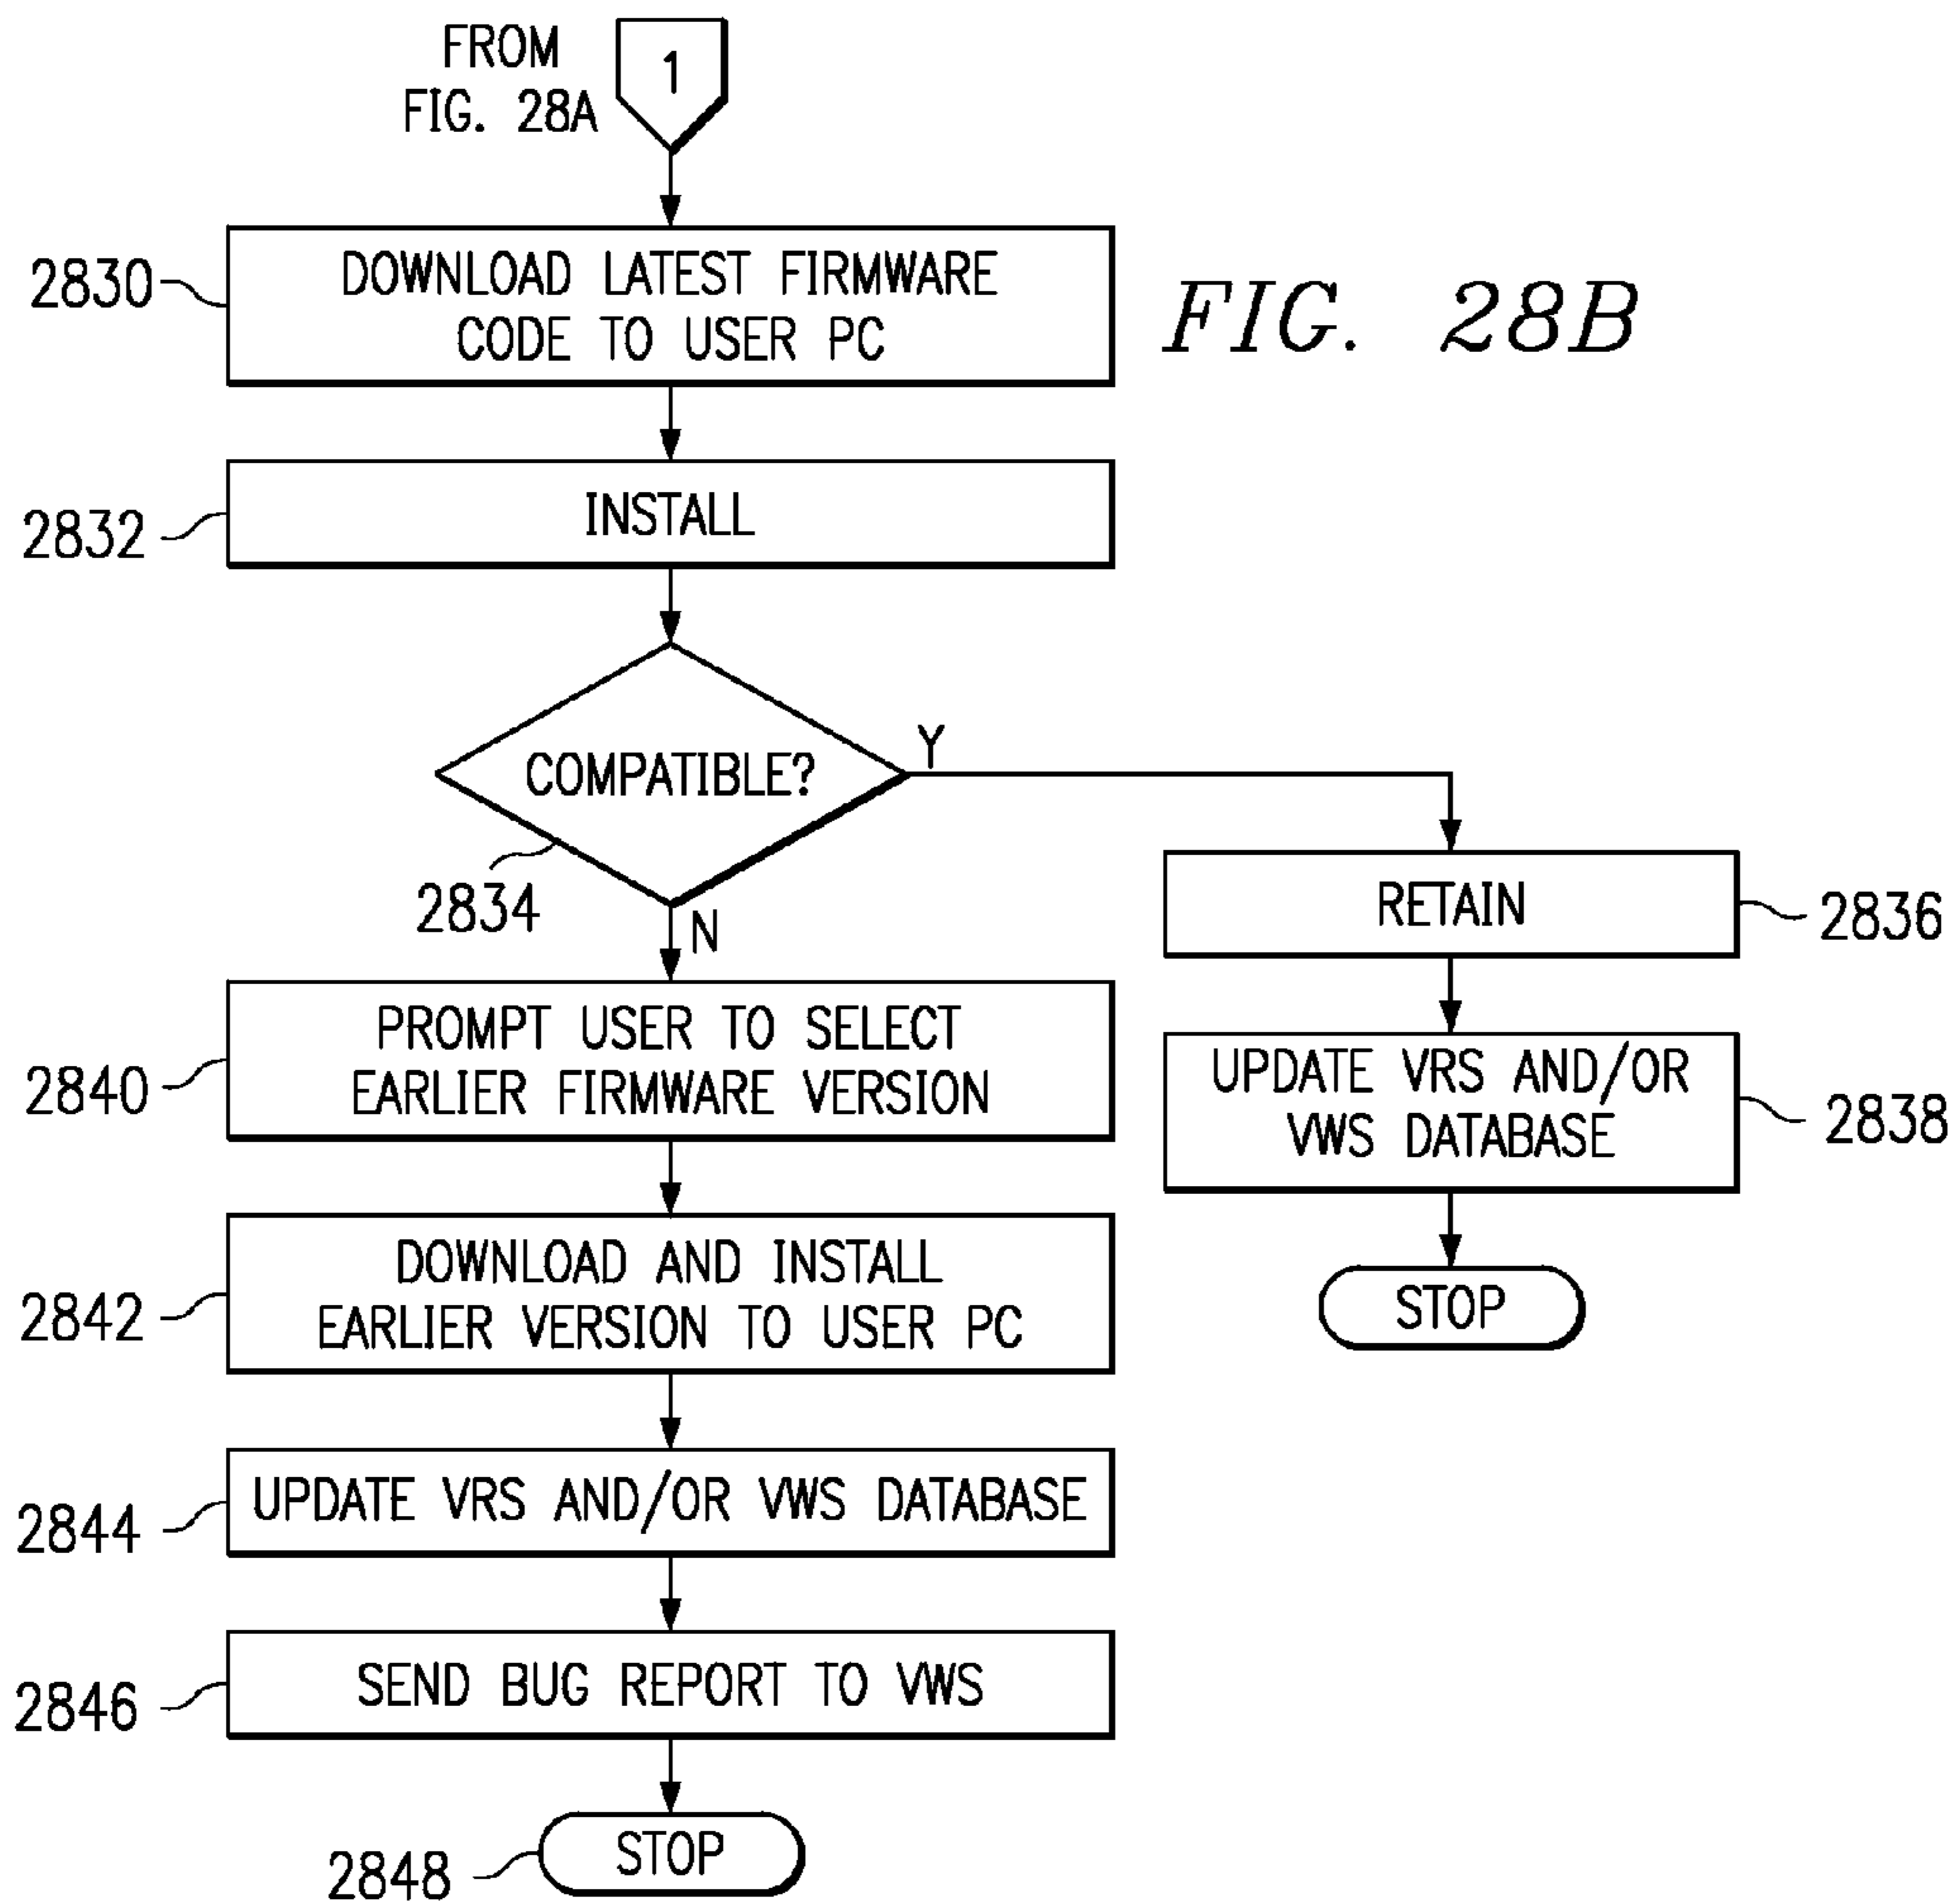 FROM
FIG. 28A
1
2830
DOWNLOAD LATEST FIRMWARE
CODE TO USER PC
FIG. 28B
2832
INSTALL
COMPATIBLE?
Y
2834
N
RETAIN
2836
2840
PROMPT USER TO SELECT
EARLIER FIRMWARE VERSION
UPDATE VRS AND/OR
VWS DATABASE
2838
2842
DOWNLOAD AND INSTALL
EARLIER VERSION TO USER PC
STOP
2844
UPDATE VRS AND/OR VWS DATABASE
2846
SEND BUG REPORT TO VWS
2848
STOP